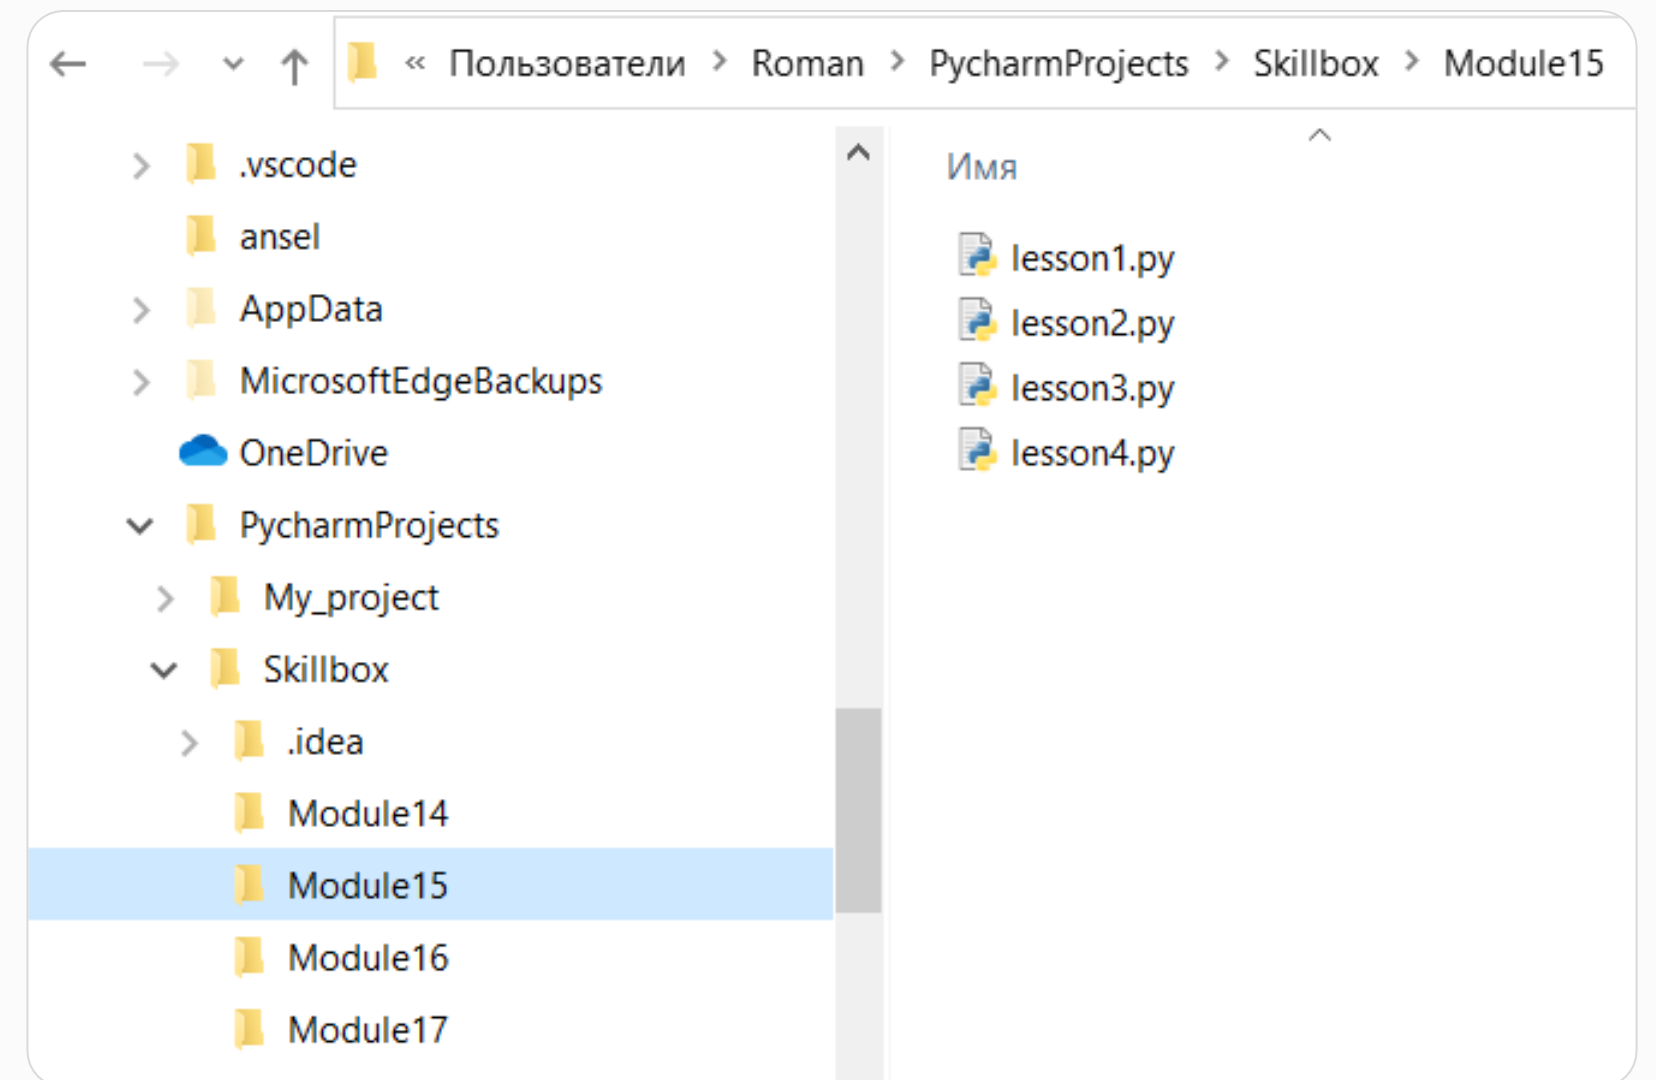 « Пользователи > Roman > PycharmProjects > Skillbox > Module15
.vscode
ansel
AppData
MicrosoftEdgeBackups
OneDrive
PycharmProjects
My_project
Skillbox
.idea
Module14
Module15
Module16
Module17
Имя
lesson1.py
lesson2.py
lesson3.py
lesson4.py